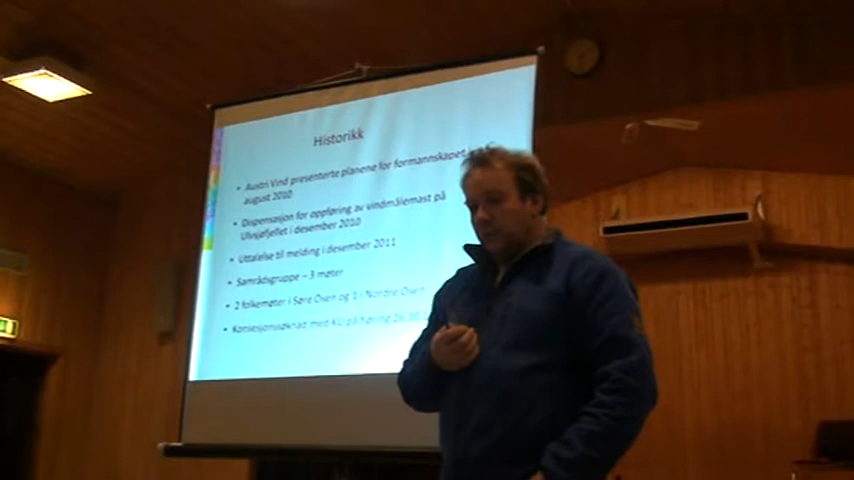 Historikk
• Austri Vind presenterte planene for formannskapet
august 2010
• Dispensasjon for oppføring av vindmålemast på
Ulvsjøfjellet i desember 2010
• Uttalelse til melding i desember 2011
• Samrådsgruppe – 3 møter
• 2 folkemøter i Søre Osen og 1 i Nordre Osen
• Konsesjonssøknad med KU på høring 26.10